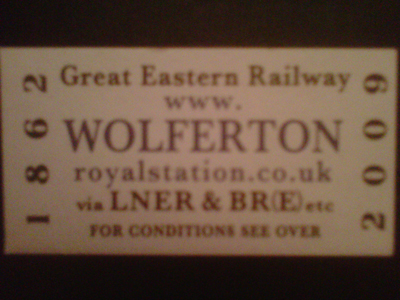 1862
Great Eastern Railway
www.
WOLFERTON
royalstation.co.uk
via LNER & BR(E) etc
FOR CONDITIONS SEE OVER
2009